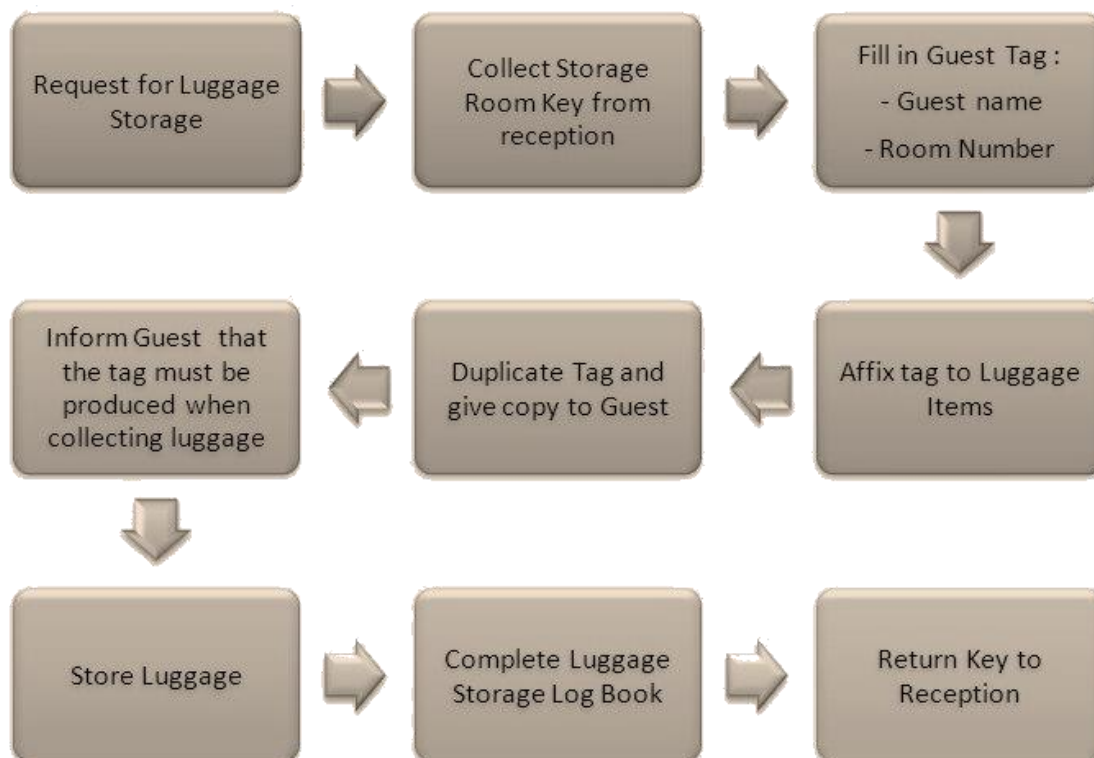 Request for Luggage
Storage
Collect Storage
Room Key from
reception
Fill in Guest Tag :
- Guest name
- Room Number
Affix tag to Luggage
Items
Duplicate Tag and
give copy to Guest
Inform Guest that
the tag must be
produced when
collecting luggage
Store Luggage
Complete Luggage
Storage Log Book
Return Key to
Reception